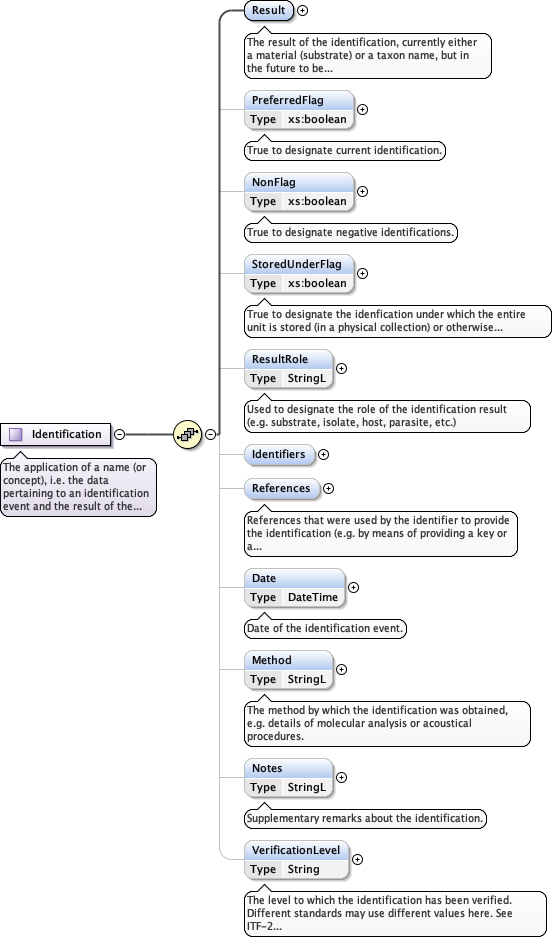 Result
The result of the identification, currently either
a material (substrate) or a taxon name, but in
the future to be...
PreferredFlag
Type xs:boolean
True to designate current identification.
NonFlag
Type xs:boolean
True to designate negative identifications.
StoredUnderFlag
Type xs:boolean
True to designate the idenfication under which the entire
unit is stored (in a physical collection) or otherwise...
ResultRole
Type StringL
Used to designate the role of the identification result
(e.g. substrate, isolate, host, parasite, etc.)
Identification
The application of a name (or
concept), i.e. the data
pertaining to an identification
event and the result of the...
Identifiers
References
References that were used by the identifier to provide
the identification (e.g. by means of providing a key or
a...
Date
Type DateTime
Date of the identification event.
Method
Type StringL
The method by which the identification was obtained,
e.g. details of molecular analysis or acoustical
procedures.
Notes
Type StringL
Supplementary remarks about the identification.
VerificationLevel
Type String
The level to which the identification has been verified.
Different standards may use different values here. See
ITF-2...